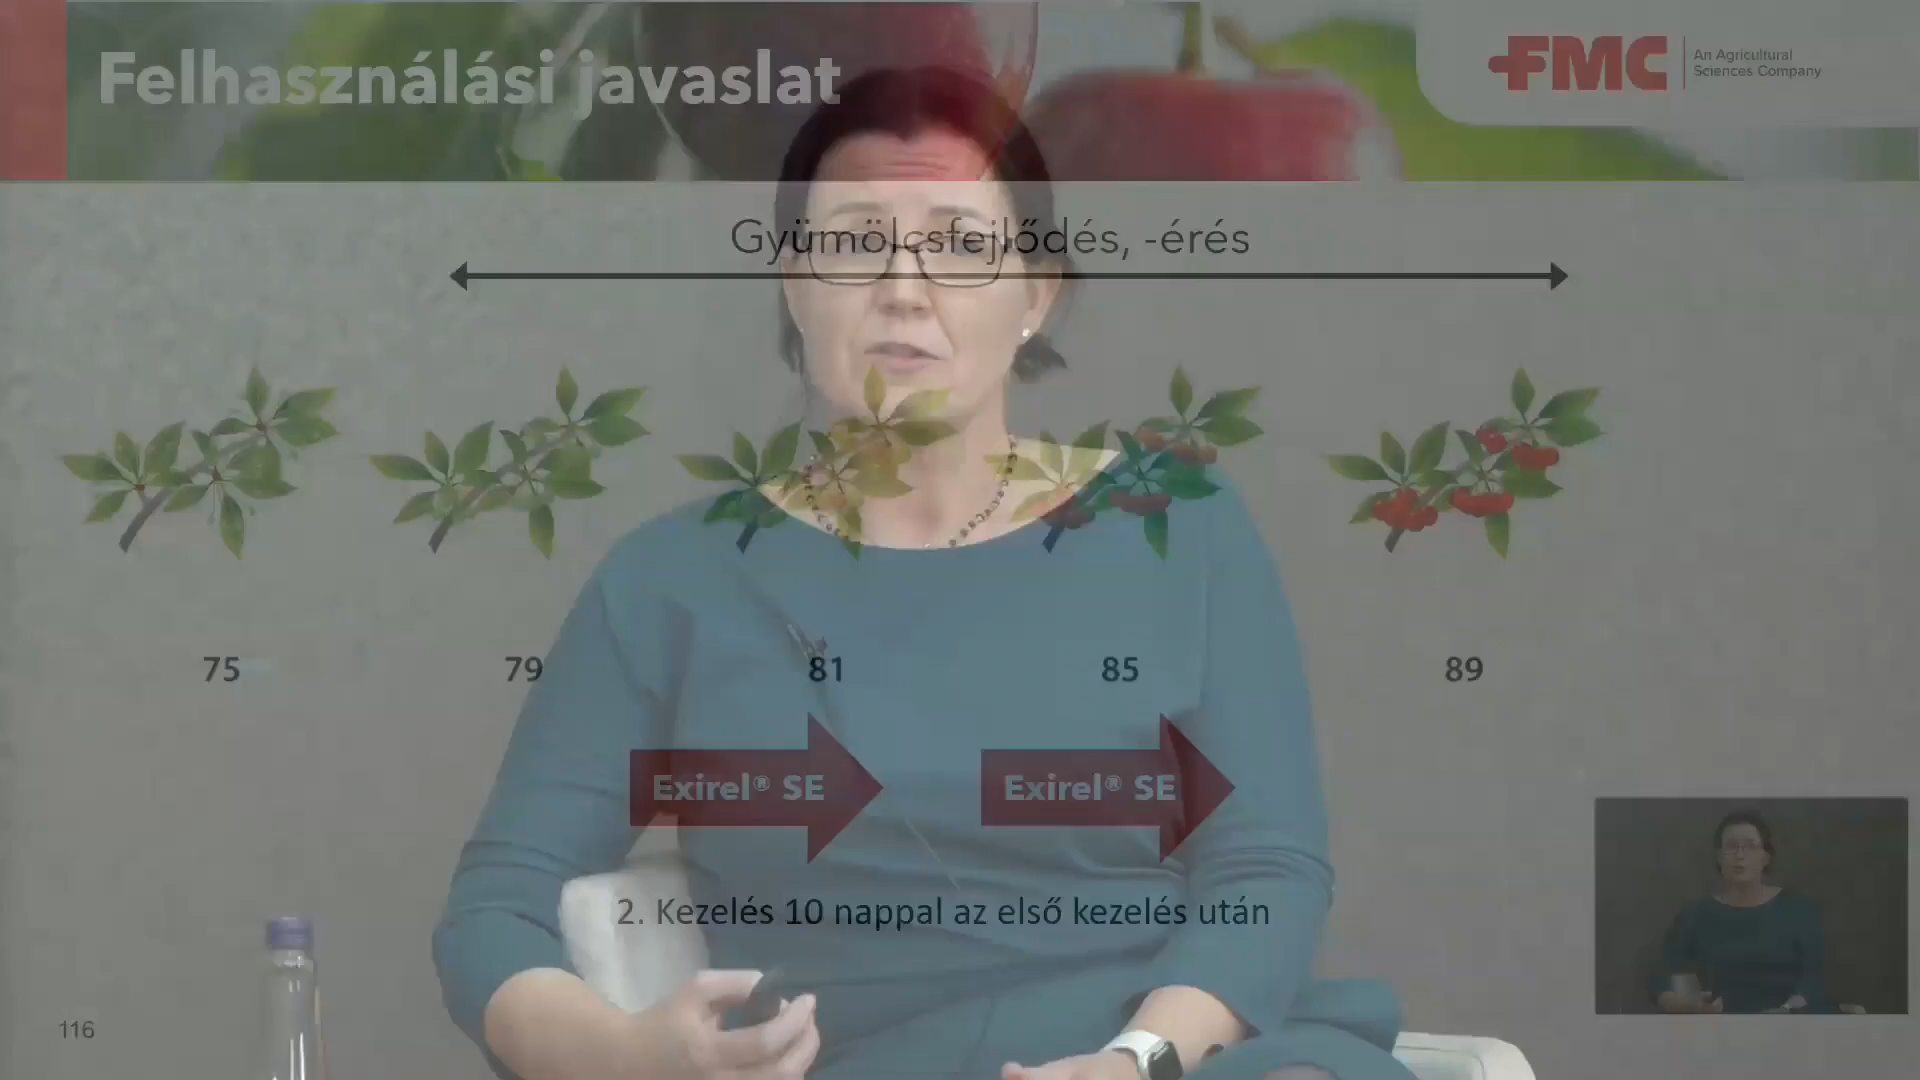 Felhasználási javaslat
FMC
An Agricultural
Sciences Company
Gyümölcsfejlődés, -érés
75
79
81
85
89
Exirel® SE
Exirel® SE
2. Kezelés 10 nappal az első kezelés után
116